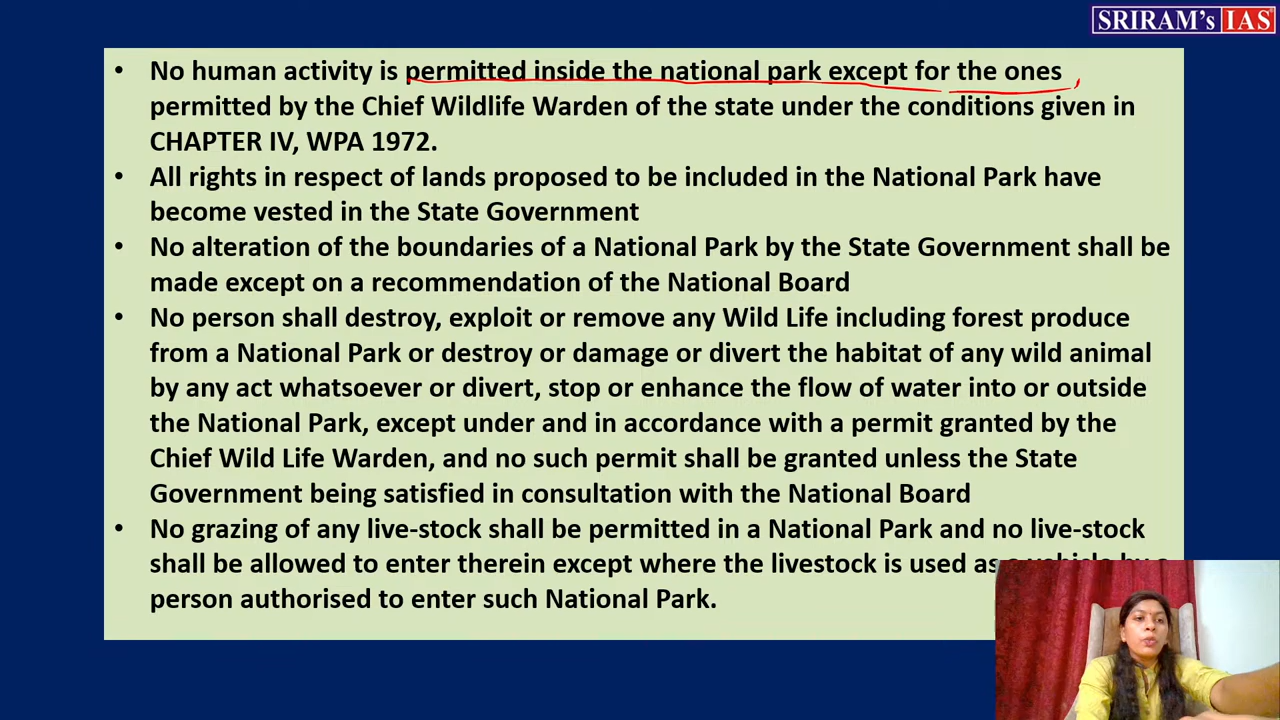 SRIRAM's IAS
• No human activity is permitted inside the national park except for the ones
permitted by the Chief Wildlife Warden of the state under the conditions given in
CHAPTER IV, WPA 1972.
• All rights in respect of lands proposed to be included in the National Park have
become vested in the State Government
• No alteration of the boundaries of a National Park by the State Government shall be
made except on a recommendation of the National Board
• No person shall destroy, exploit or remove any Wild Life including forest produce
from a National Park or destroy or damage or divert the habitat of any wild animal
by any act whatsoever or divert, stop or enhance the flow of water into or outside
the National Park, except under and in accordance with a permit granted by the
Chief Wild Life Warden, and no such permit shall be granted unless the State
Government being satisfied in consultation with the National Board
• No grazing of any live-stock shall be permitted in a National Park and no live-stock
shall be allowed to enter therein except where the livestock is used as a vehicle by a
person authorised to enter such National Park.